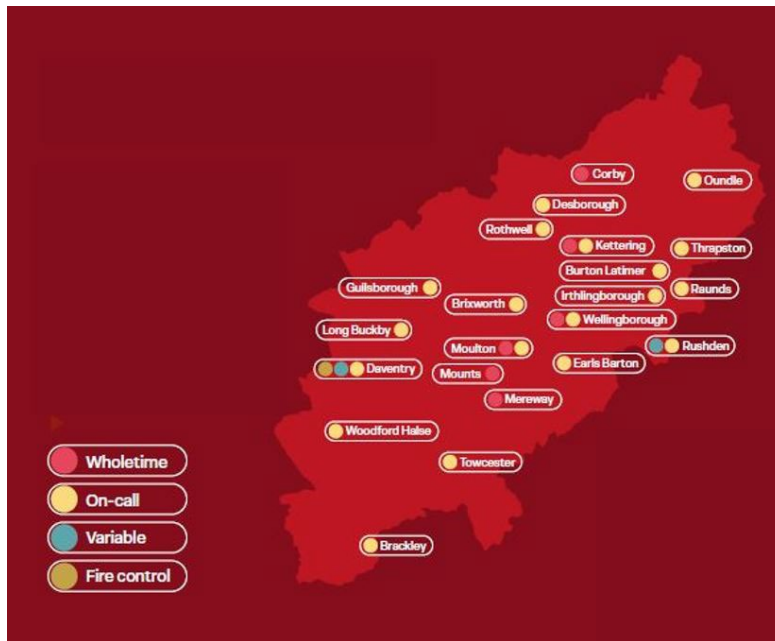 Corby
Oundle
Desborough
Rothwell
Kettering
Thrapston
Burton Latimer
Guilsborough
Raunds
Irthlingborough
Brixworth
Wellingborough
Long Buckby
Rushden
Moulton
Earls Barton
Daventry
Mounts
Mereway
Woodford Halse
Towcester
Wholetime
On-call
Variable
Brackley
Fire control